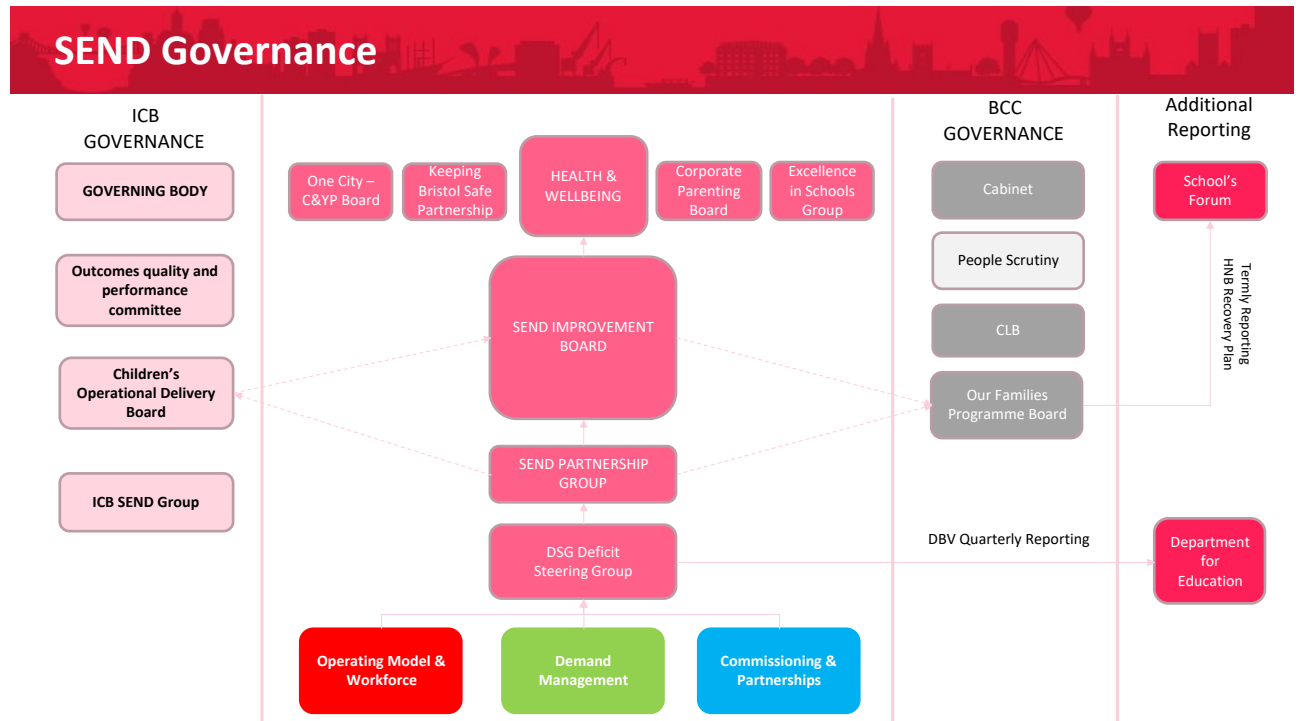 SEND Governance
ICB
GOVERNANCE
GOVERNING BODY
Outcomes quality and
performance
committee
Children's
Operational Delivery
Board
ICB SEND Group
One City –
C&YP Board
Keeping
Bristol Safe
Partnership
HEALTH &
WELLBEING
Corporate
Parenting
Board
Excellence
in Schools
Group
SEND IMPROVEMENT
BOARD
SEND PARTNERSHIP
GROUP
DSG Deficit
Steering Group
Operating Model &
Workforce
Demand
Management
Commissioning &
Partnerships
BCC
GOVERNANCE
Cabinet
People Scrutiny
CLB
Our Families
Programme Board
DBV Quarterly Reporting
Additional
Reporting
School's
Forum
Termly Reporting
HNB Recovery Plan
Department
for
Education